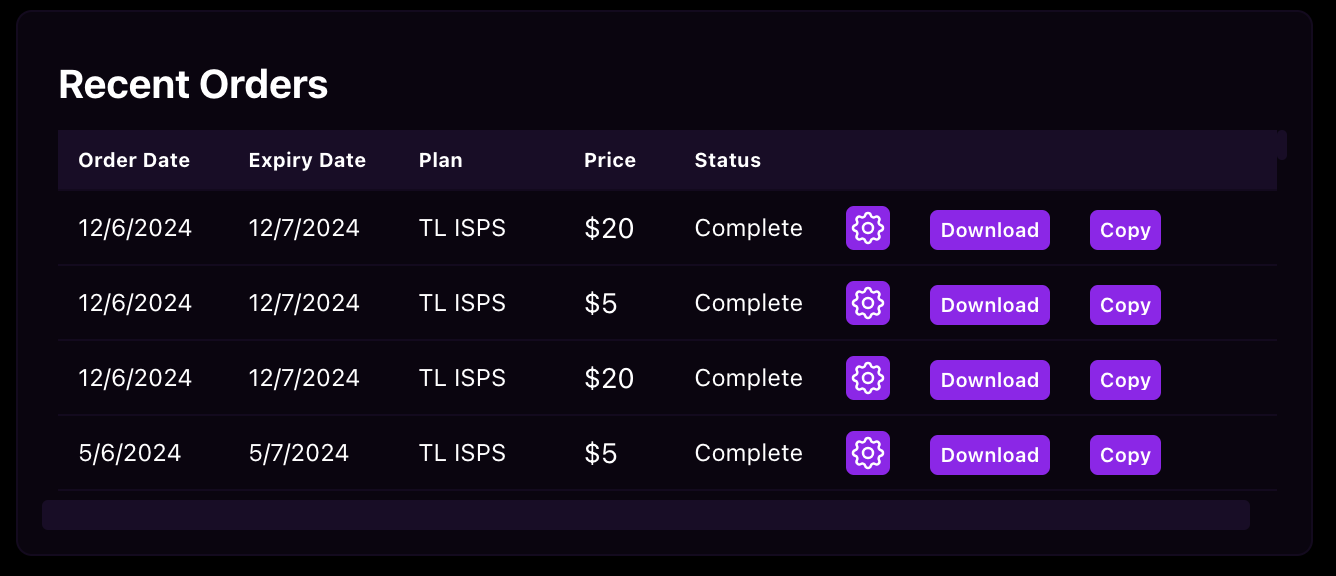 Recent Orders
Order Date Expiry Date Plan Price Status
12/6/2024 12/7/2024 TL ISPS $20 Complete Download Copy
12/6/2024 12/7/2024 TL ISPS $5 Complete Download Copy
12/6/2024 12/7/2024 TL ISPS $20 Complete Download Copy
5/6/2024 5/7/2024 TL ISPS $5 Complete Download Copy